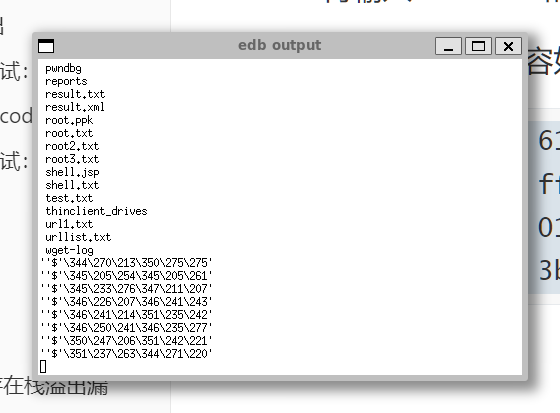 出
edb output
试:
cod
试:
容如
61
ff
01
3b
pwndbg
reports
result.txt
result.xml
root.ppk
root.txt
root2.txt
root3.txt
shell.jsp
shell.txt
test.txt
thinclient_drives
url1.txt
urllist.txt
wget-log
''$'\344\270\213\350\275\275'
''$'\345\205\254\345\205\261'
''$'\345\233\276\347\211\207'
''$'\346\226\207\346\241\243'
''$'\346\241\214\351\235\242'
''$'\346\250\241\346\235\277'
''$'\350\247\206\351\242\221'
''$'\351\237\263\344\271\220'
存在栈溢出漏